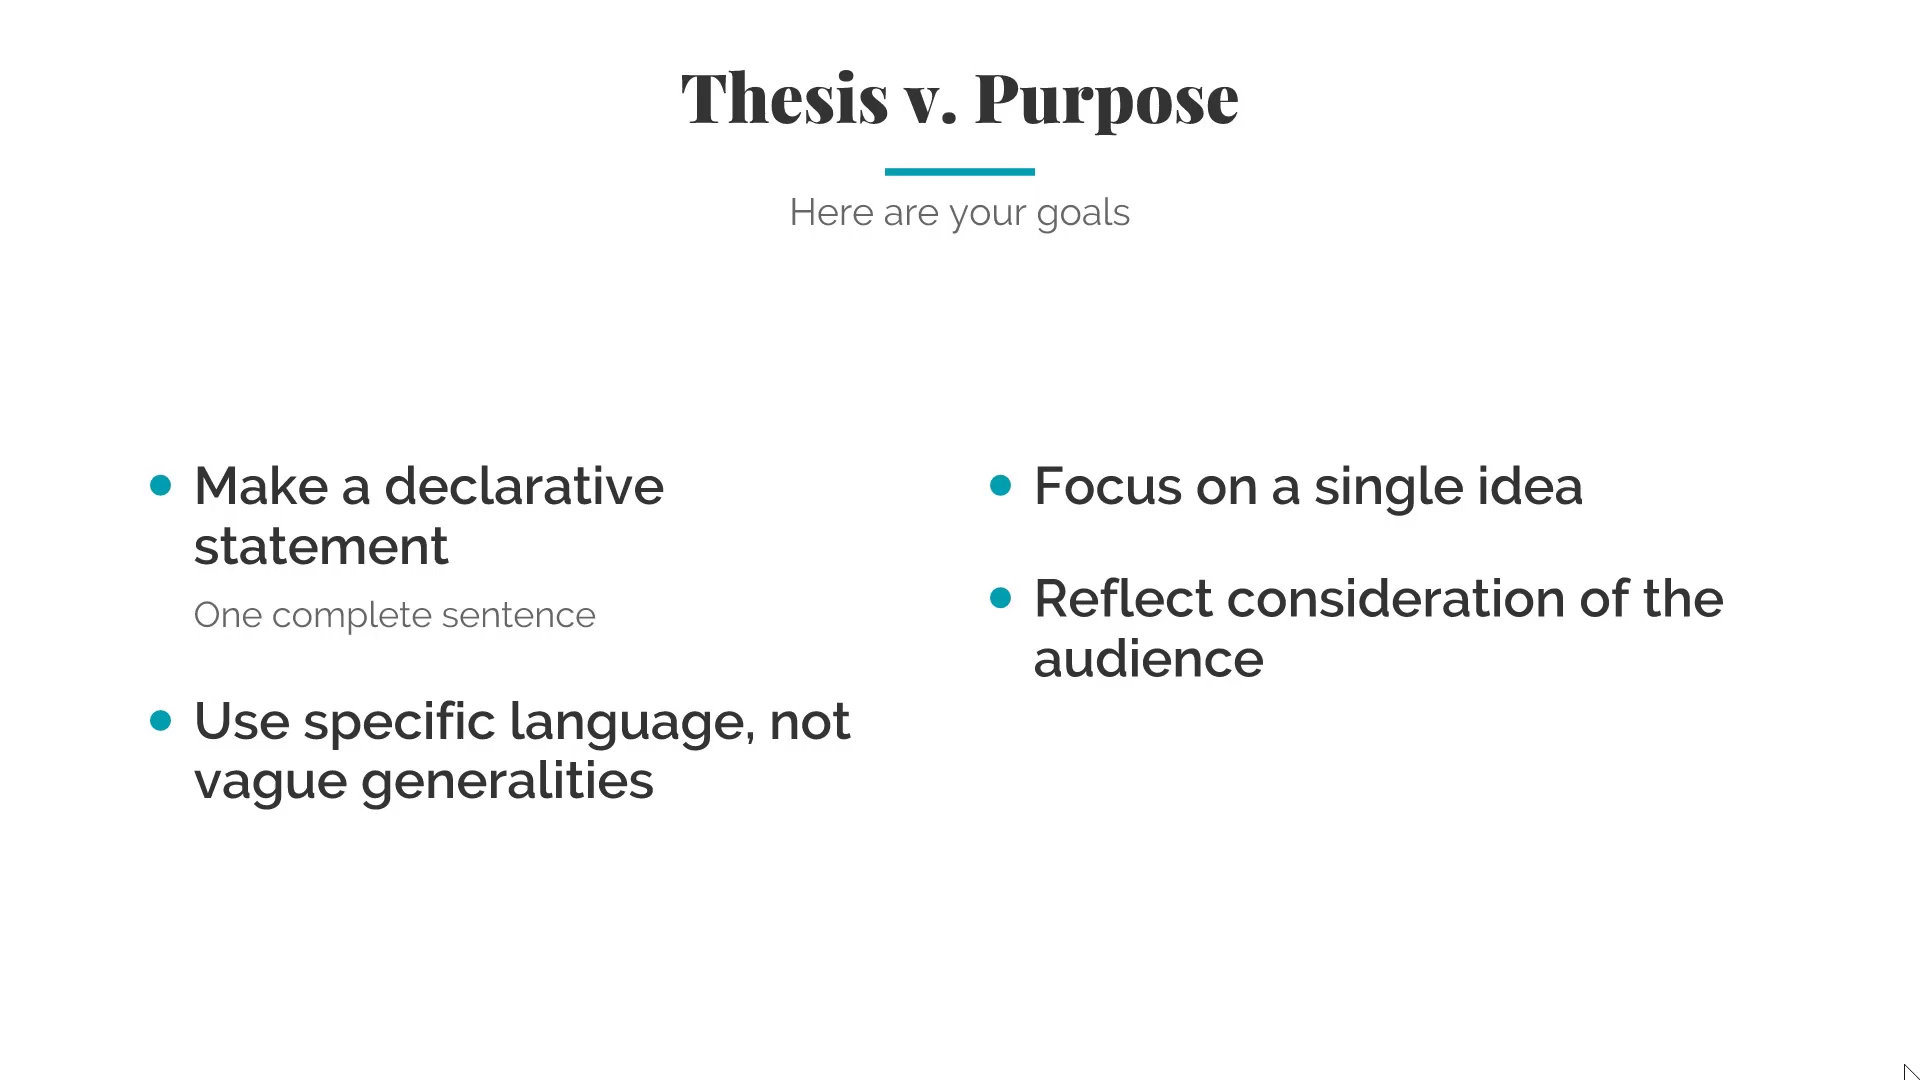 Thesis v. Purpose
Here are your goals
Make a declarative
statement
One complete sentence
Use specific language, not
vague generalities
Focus on a single idea
Reflect consideration of the
audience